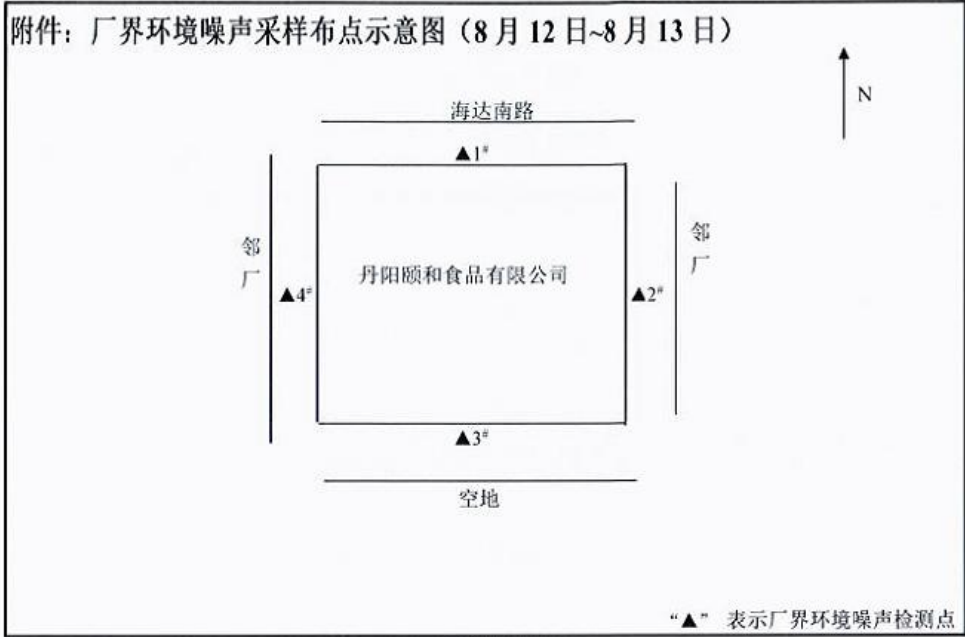 附件：厂界环境噪声采样布点示意图（8月12日~8月13日）
N
海达南路
▲1#
邻厂
邻厂
丹阳颐和食品有限公司
▲4#
▲2#
▲3#
空地
“▲” 表示厂界环境噪声检测点